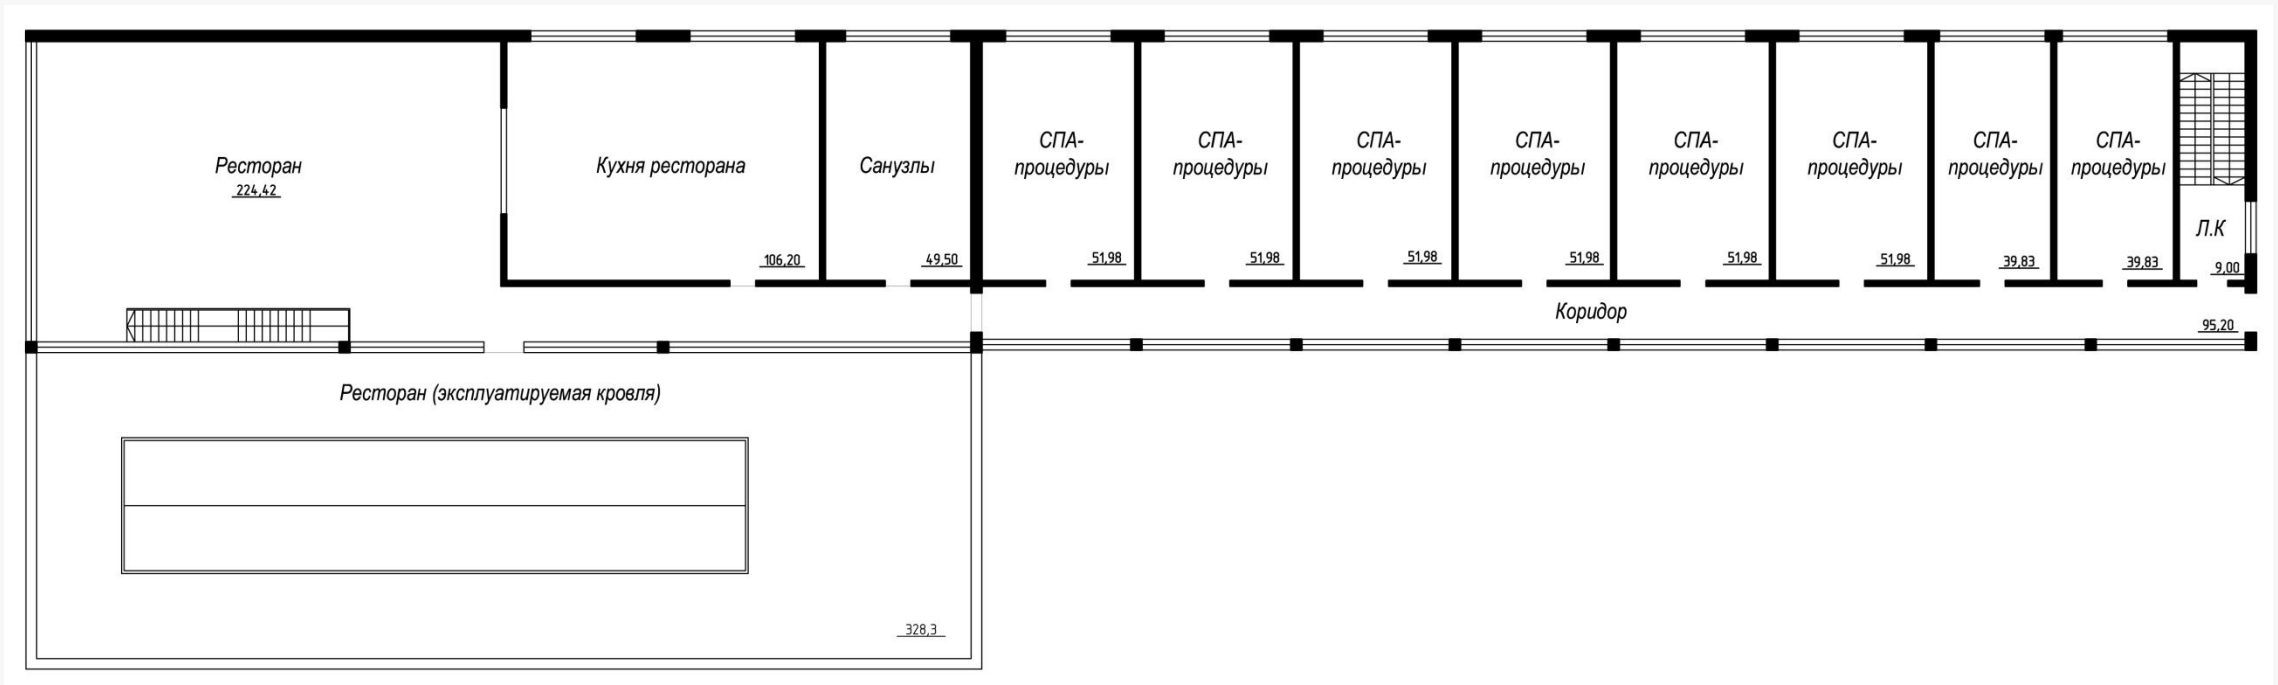 Ресторан
224,42
Кухня ресторана
106,20
Санузлы
49,50
СПА-
процедуры
51,98
СПА-
процедуры
51,98
СПА-
процедуры
51,98
СПА-
процедуры
51,98
СПА-
процедуры
51,98
СПА-
процедуры
51,98
СПА-
процедуры
39,83
СПА-
процедуры
39,83
Л.К
9,00
Коридор
95,20
Ресторан (эксплуатируемая кровля)
328,3